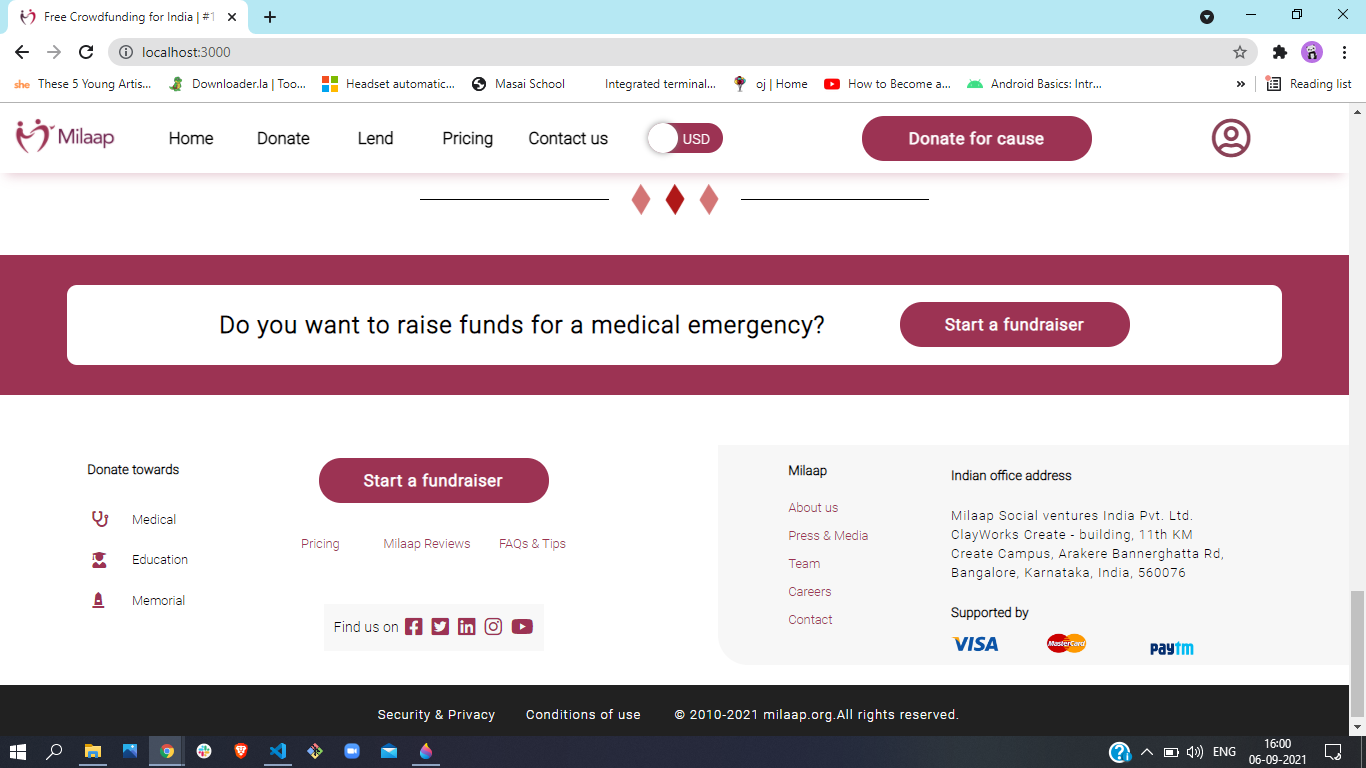 Free Crowdfunding for India | #1
localhost:3000
she These 5 Young Artis...
Downloader.la | Too...
Headset automatic...
Masai School
Integrated terminal...
oj | Home
How to Become a...
Android Basics: Intr...
»
Reading list
Milaap
Home
Donate
Lend
Pricing
Contact us
USD
Donate for cause
Do you want to raise funds for a medical emergency?
Start a fundraiser
Donate towards
Medical
Education
Memorial
Start a fundraiser
Pricing
Milaap Reviews
FAQs & Tips
Find us on
Milaap
About us
Press & Media
Team
Careers
Contact
Indian office address
Milaap Social ventures India Pvt. Ltd.
ClayWorks Create - building, 11th KM
Create Campus, Arakere Bannerghatta Rd,
Bangalore, Karnataka, India, 560076
Supported by
VISA
MasterCard
paytm
Security & Privacy
Conditions of use
© 2010-2021 milaap.org.All rights reserved.
ENG
16:00
06-09-2021